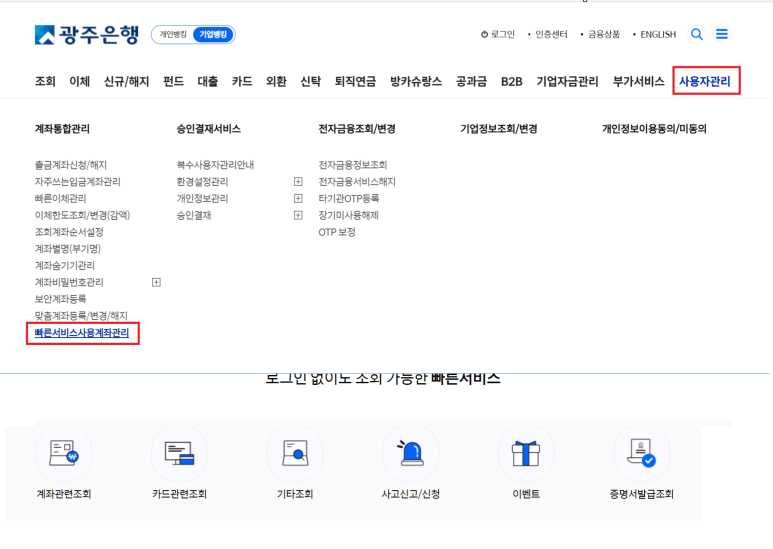 광주은행 개인뱅킹 기업뱅킹 로그인 • 인증센터 • 금융상품 • ENGLISH
조회 이체 신규/해지 펀드 대출 카드 외환 신탁 퇴직연금 방카슈랑스 공과금 B2B 기업자금관리 부가서비스 사용자관리
계좌통합관리 승인결재서비스 전자금융조회/변경 기업정보조회/변경 개인정보이용동의/미동의
출금계좌신청/해지 복수사용자관리안내 전자금융정보조회
자주쓰는입금계좌관리 환경설정관리 전자금융서비스해지
빠른이체관리 개인정보관리 타기관OTP등록
이체한도조회/변경(감액) 승인결재 장기미사용해제
조회계좌순서설정 OTP 보정
계좌별명(부기명)
계좌숨기기관리
계좌비밀번호관리
보안계좌등록
맞춤계좌등록/변경/해지
빠른서비스사용계좌관리
로그인 없이도 조회 가능한 빠른서비스
계좌관련조회 카드관련조회 기타조회 사고신고/신청 이벤트 증명서발급조회